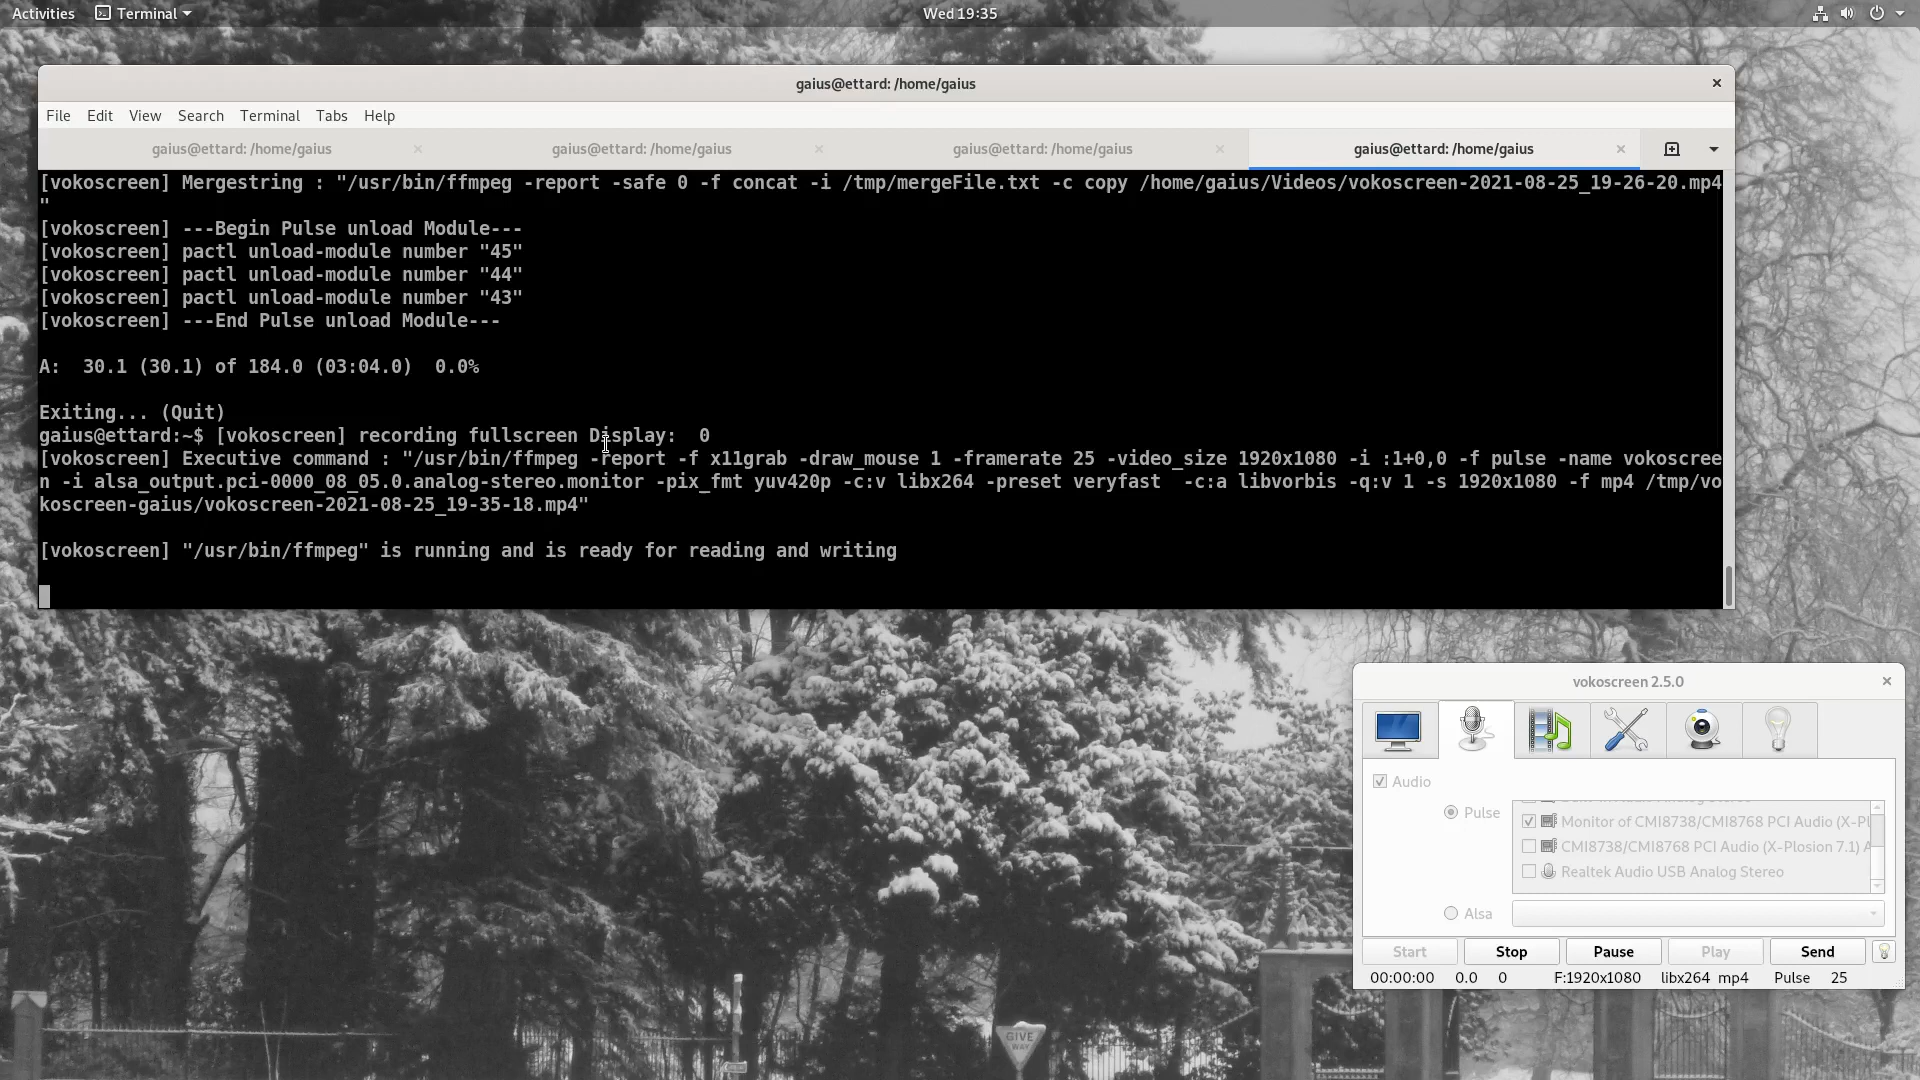 Activities Terminal Wed 19:35
gaius@ettard: /home/gaius
File Edit View Search Terminal Tabs Help
gaius@ettard: /home/gaius gaius@ettard: /home/gaius gaius@ettard: /home/gaius gaius@ettard: /home/gaius
[vokoscreen] Mergestring : "/usr/bin/ffmpeg -report -safe 0 -f concat -i /tmp/mergeFile.txt -c copy /home/gaius/Videos/vokoscreen-2021-08-25_19-26-20.mp4
"
[vokoscreen] ---Begin Pulse unload Module---
[vokoscreen] pactl unload-module number "45"
[vokoscreen] pactl unload-module number "44"
[vokoscreen] pactl unload-module number "43"
[vokoscreen] ---End Pulse unload Module---
A:  30.1 (30.1) of 184.0 (03:04.0)  0.0%
Exiting... (Quit)
gaius@ettard:~$ [vokoscreen] recording fullscreen Display:  0
[vokoscreen] Executive command : "/usr/bin/ffmpeg -report -f x11grab -draw_mouse 1 -framerate 25 -video_size 1920x1080 -i :1+0,0 -f pulse -name vokoscree
n -i alsa_output.pci-0000_08_05.0.analog-stereo.monitor -pix_fmt yuv420p -c:v libx264 -preset veryfast  -c:a libvorbis -q:v 1 -s 1920x1080 -f mp4 /tmp/vo
koscreen-gaius/vokoscreen-2021-08-25_19-35-18.mp4"
[vokoscreen] "/usr/bin/ffmpeg" is running and is ready for reading and writing
vokoscreen 2.5.0
Audio
Pulse
Monitor of CMI8738/CMI8768 PCI Audio (X-Pl
CMI8738/CMI8768 PCI Audio (X-Plosion 7.1) A
Realtek Audio USB Analog Stereo
Alsa
Start Stop Pause Play Send
00:00:00 0.0 0 F:1920x1080 libx264 mp4 Pulse 25
GIVE
WAY